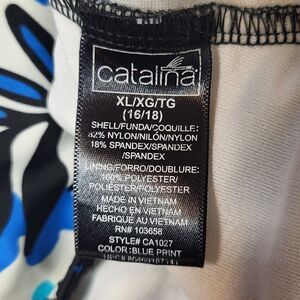 catalina
XL/XG/TG
(16/18)
SHELL/FUNDA/COQUILLE:
82% NYLON/NILÓN/NYLON
18% SPANDEX/SPANDEX
/SPANDEX
LINING/FORRO/DOUBLURE:
100% POLYESTER/
POLIÉSTER/POLYESTER
MADE IN VIETNAM
HECHO EN VIETNAM
FABRIQUÉ AU VIETNAM
RN# 103658
STYLE# CA1027
COLOR:BLUE PRINT